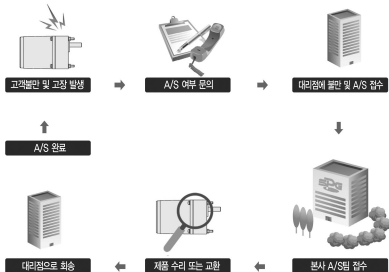 고객불만 및 고장 발생
A/S 여부 문의
대리점에 불만 및 A/S 접수
A/S 완료
SPG
대리점으로 회송
제품 수리 또는 교환
본사 A/S팀 접수